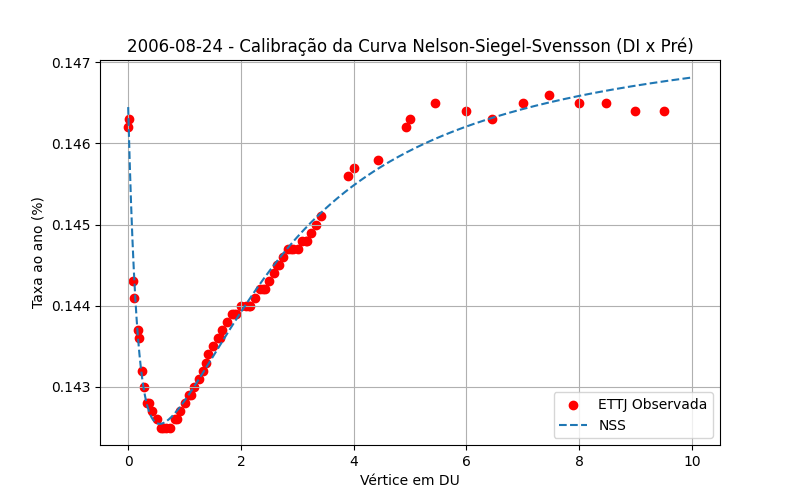 2006-08-24 - Calibração da Curva Nelson-Siegel-Svensson (DI x Pré)
0.147
0.146
0.145
0.144
0.143
Taxa ao ano (%)
ETTJ Observada
NSS
0 2 4 6 8 10
Vértice em DU